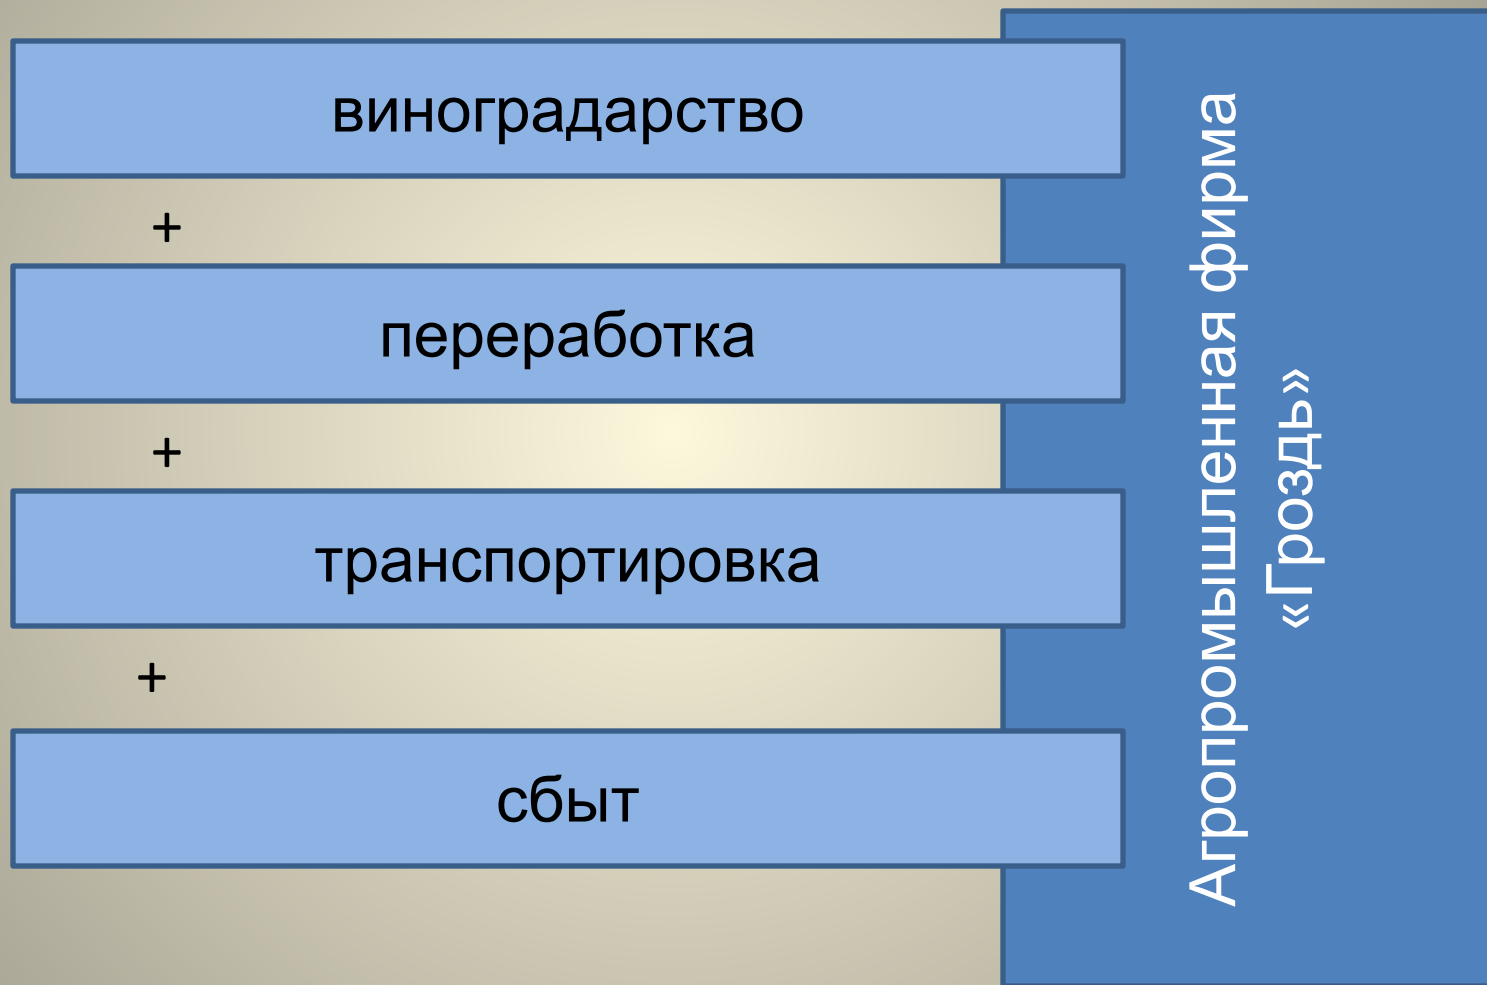 виноградарство
+
переработка
+
транспортировка
+
сбыт
Агропромышленная фирма
«Гроздь»